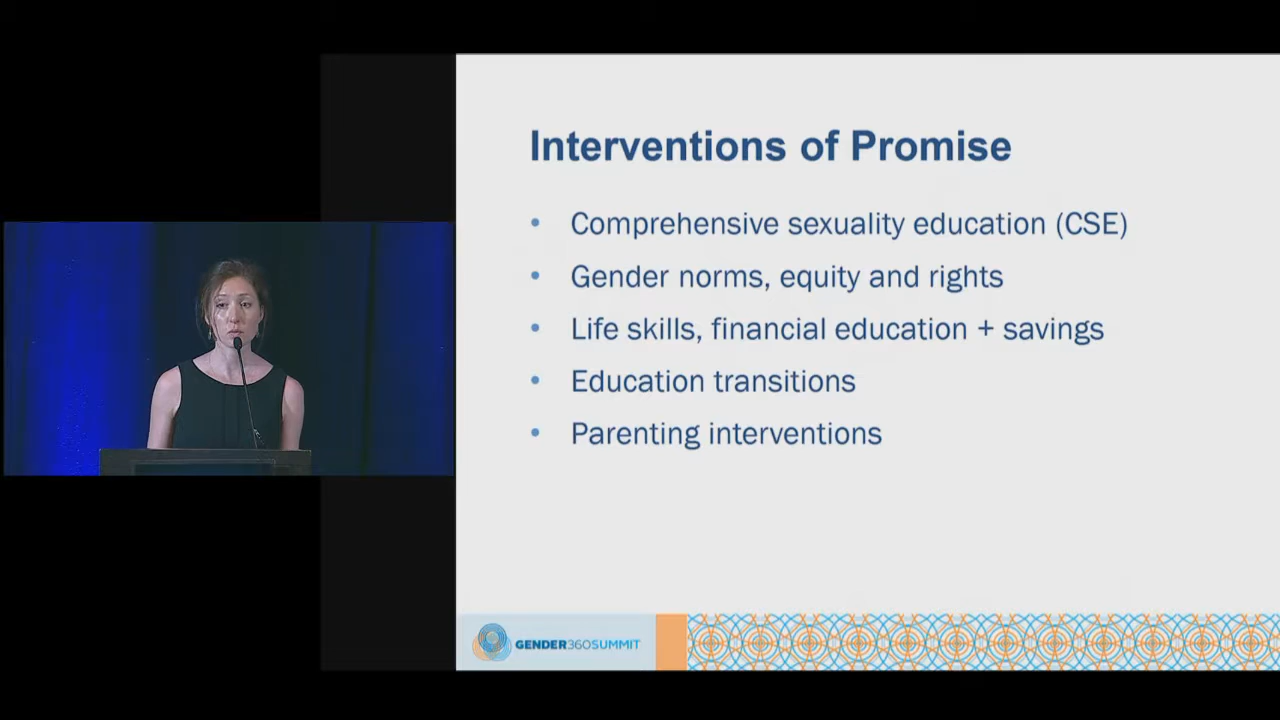 Interventions of Promise
• Comprehensive sexuality education (CSE)
• Gender norms, equity and rights
• Life skills, financial education + savings
• Education transitions
• Parenting interventions
GENDER360SUMMIT